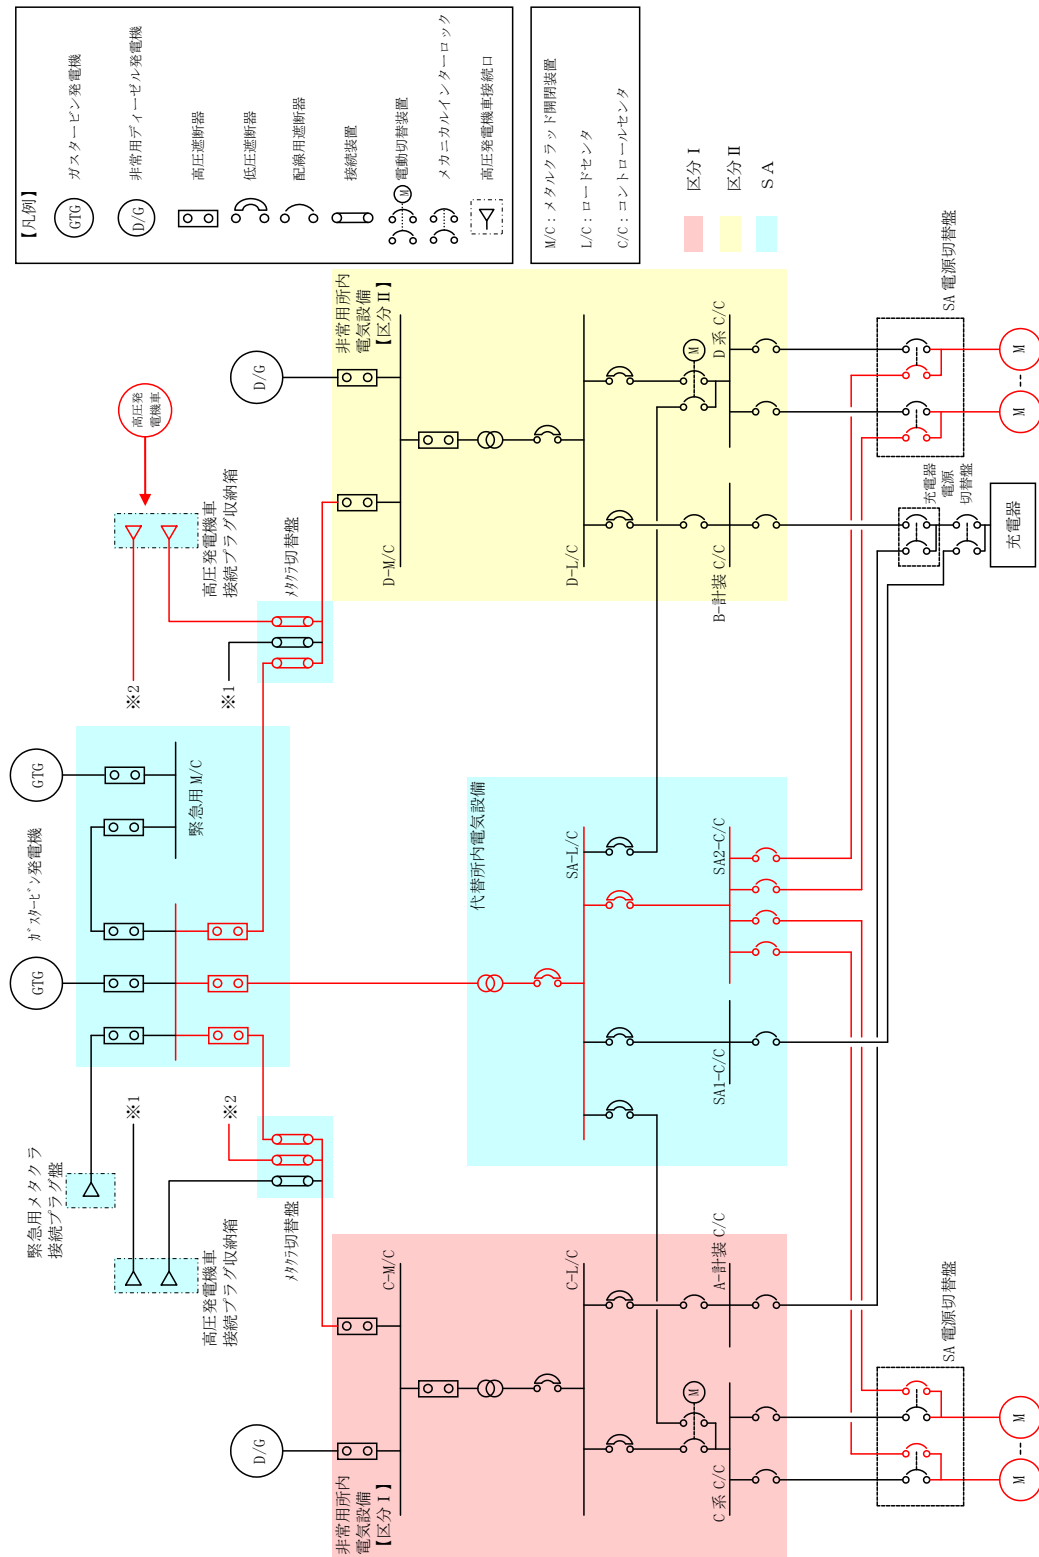 【凡例】
GTG
ガスタービン発電機
D/G
非常用ディーゼル発電機
高圧遮断器
低圧遮断器
配線用遮断器
接続装置
M
電動切替装置
メカニカルインターロック
高圧発電機車接続口
M/C：メタルクラッド開閉装置
L/C：ロードセンタ
C/C：コントロールセンタ
区分Ⅰ
区分Ⅱ
SA
緊急用メタクラ
接続プラグ盤
ガスタービン発電機
GTG
GTG
緊急用 M/C
高圧発
電機車
高圧発電機車
接続プラグ収納箱
※1
※2
メタクラ切替盤
高圧発電機車
接続プラグ収納箱
※2
※1
メタクラ切替盤
D/G
D/G
非常用所内
電気設備
【区分Ⅰ】
C-M/C
C-L/C
M
C系 C/C
A-計装 C/C
代替所内電気設備
SA-L/C
SA1-C/C
SA2-C/C
非常用所内
電気設備
【区分Ⅱ】
D-M/C
D-L/C
M
B-計装 C/C
D系 C/C
SA 電源切替盤
M
M
充電器
電源
切替盤
充電器
SA 電源切替盤
M
M